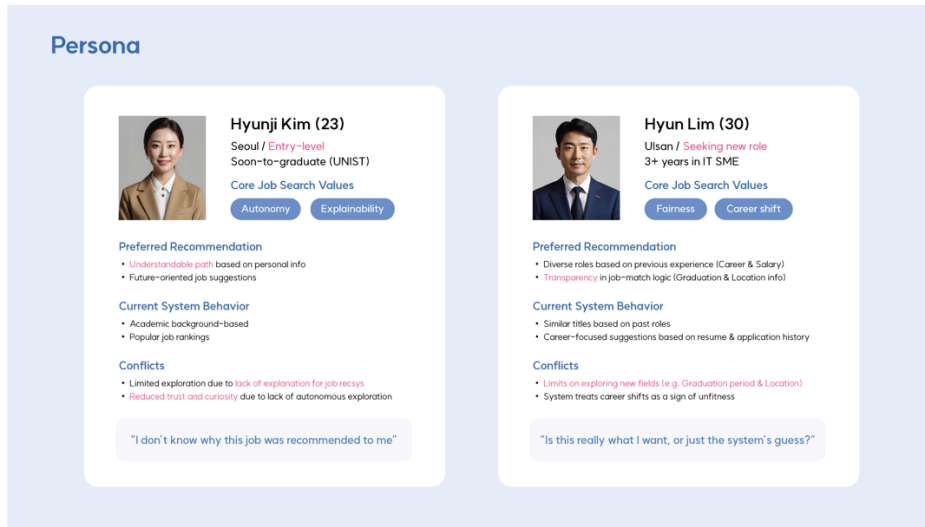 Persona
Hyunji Kim (23)
Seoul / Entry-level
Soon-to-graduate (UNIST)
Core Job Search Values
Autonomy
Explainability
Preferred Recommendation
• Understandable path based on personal info
• Future-oriented job suggestions
Current System Behavior
• Academic background-based
• Popular job rankings
Conflicts
• Limited exploration due to lack of explanation for job recsys
• Reduced trust and curiosity due to lack of autonomous exploration
"I don't know why this job was recommended to me"
Hyun Lim (30)
Ulsan / Seeking new role
3+ years in IT SME
Core Job Search Values
Fairness
Career shift
Preferred Recommendation
• Diverse roles based on previous experience (Career & Salary)
• Transparency in job-match logic (Graduation & Location info)
Current System Behavior
• Similar titles based on past roles
• Career-focused suggestions based on resume & application history
Conflicts
• Limits on exploring new fields (e.g. Graduation period & Location)
• System treats career shifts as a sign of unfitness
"Is this really what I want, or just the system's guess?"